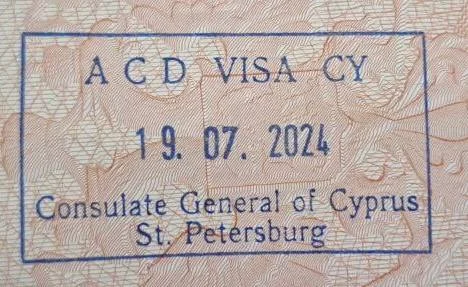 A C D VISA CY
19. 07. 2024
Consulate General of Cyprus
St. Petersburg